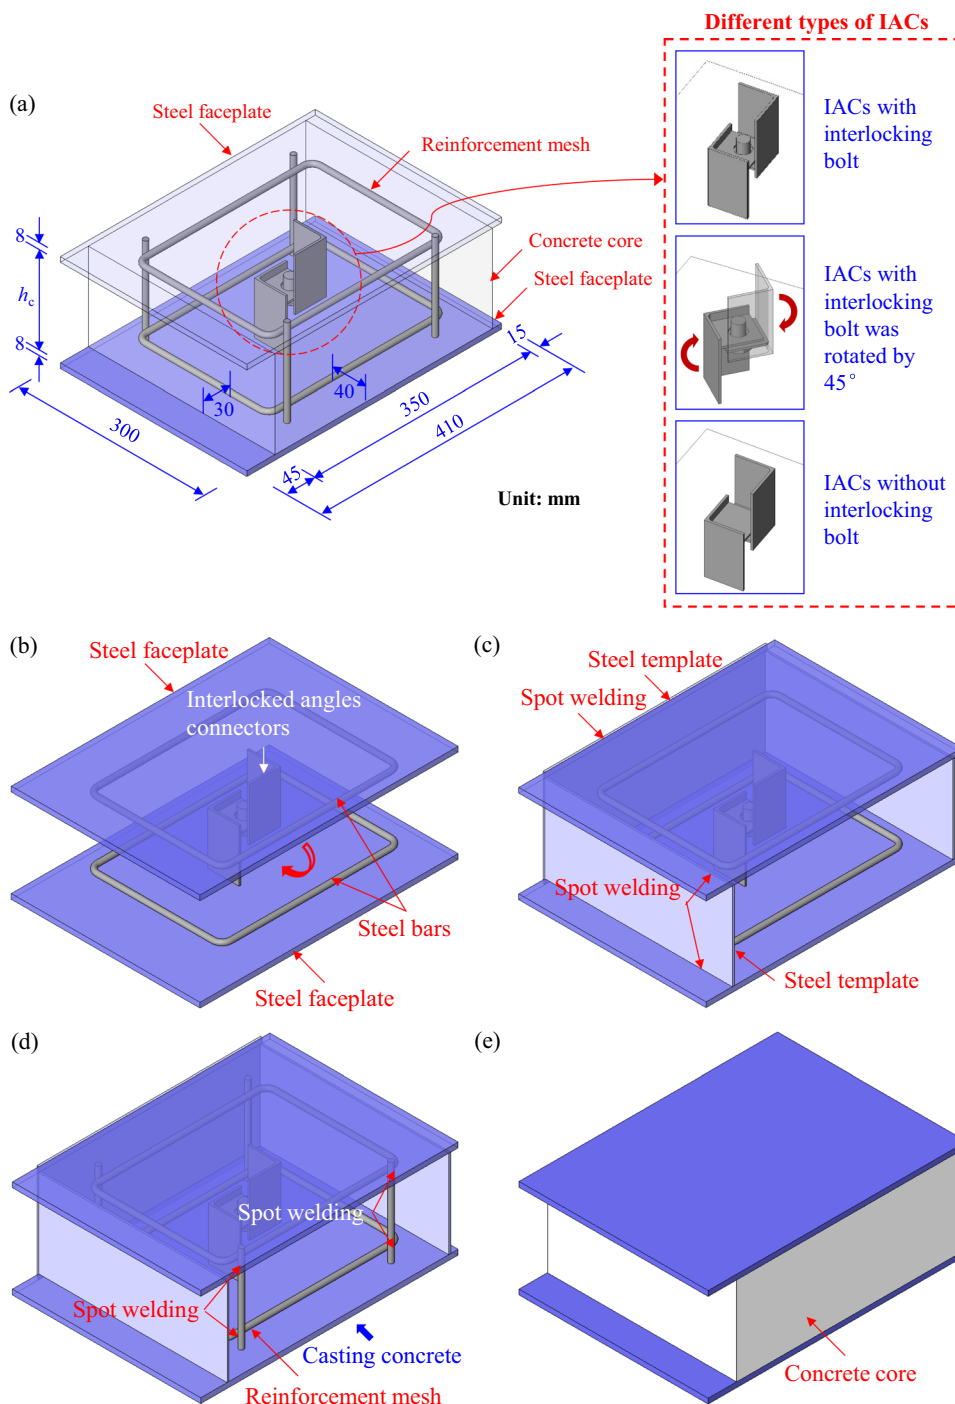 Different types of IACs
(a)
Steel faceplate
Reinforcement mesh
Concrete core
Steel faceplate
8
hc
8
30
40
15
350
410
300
45
Unit: mm
IACs with
interlocking
bolt
IACs with
interlocking
bolt was
rotated by
45°
IACs without
interlocking
bolt
(b)
Steel faceplate
Interlocked angles
connectors
Steel bars
Steel faceplate
(c)
Steel template
Spot welding
Spot welding
Steel template
(d)
Spot welding
Spot welding
Casting concrete
Reinforcement mesh
(e)
Concrete core